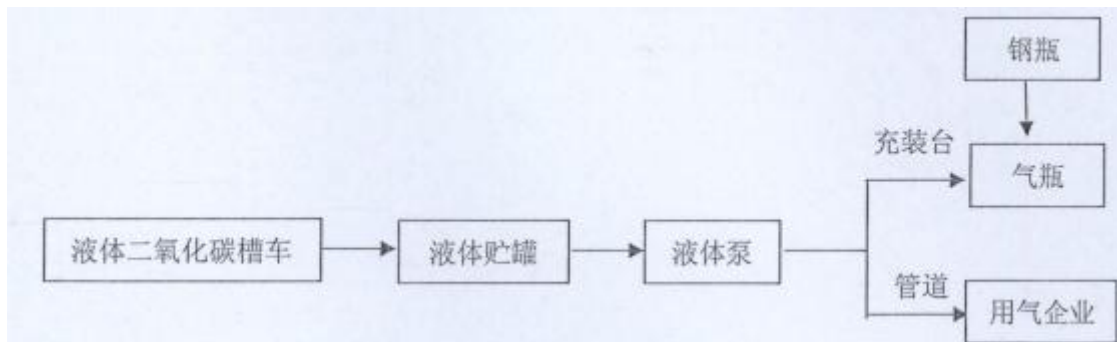 钢瓶
充装台
气瓶
液体二氧化碳槽车
液体贮罐
液体泵
管道
用气企业